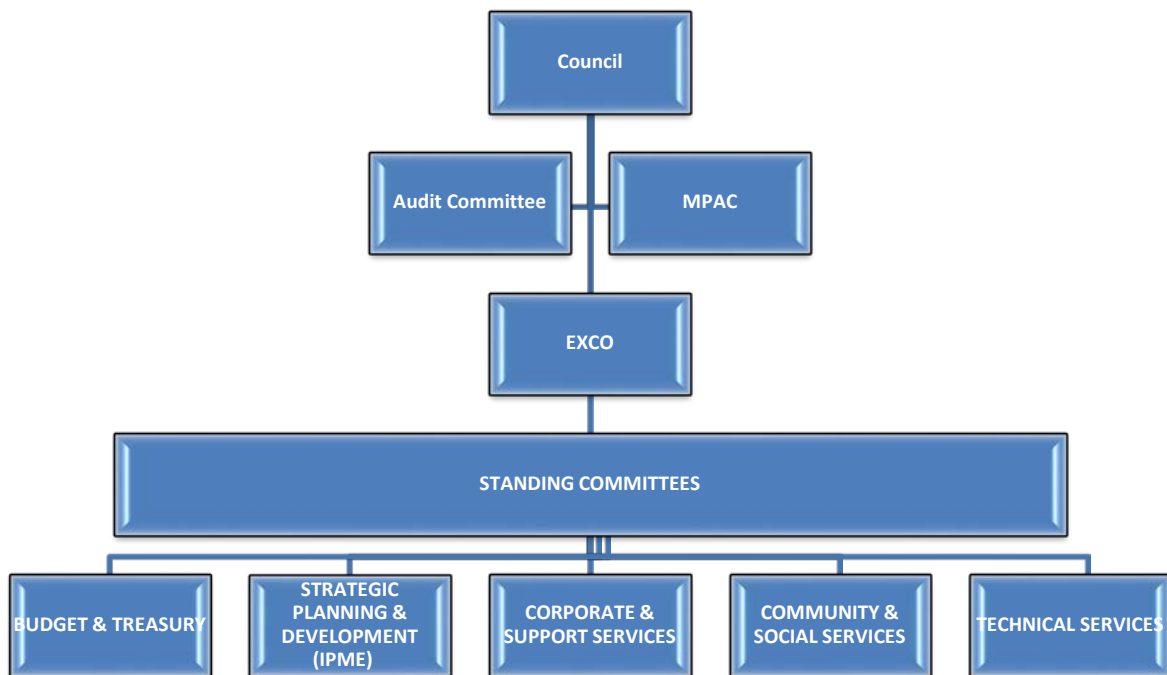 Council
Audit Committee
MPAC
EXCO
STANDING COMMITTEES
BUDGET & TREASURY
STRATEGIC
PLANNING &
DEVELOPMENT
(IPME)
CORPORATE &
SUPPORT SERVICES
COMMUNITY &
SOCIAL SERVICES
TECHNICAL SERVICES